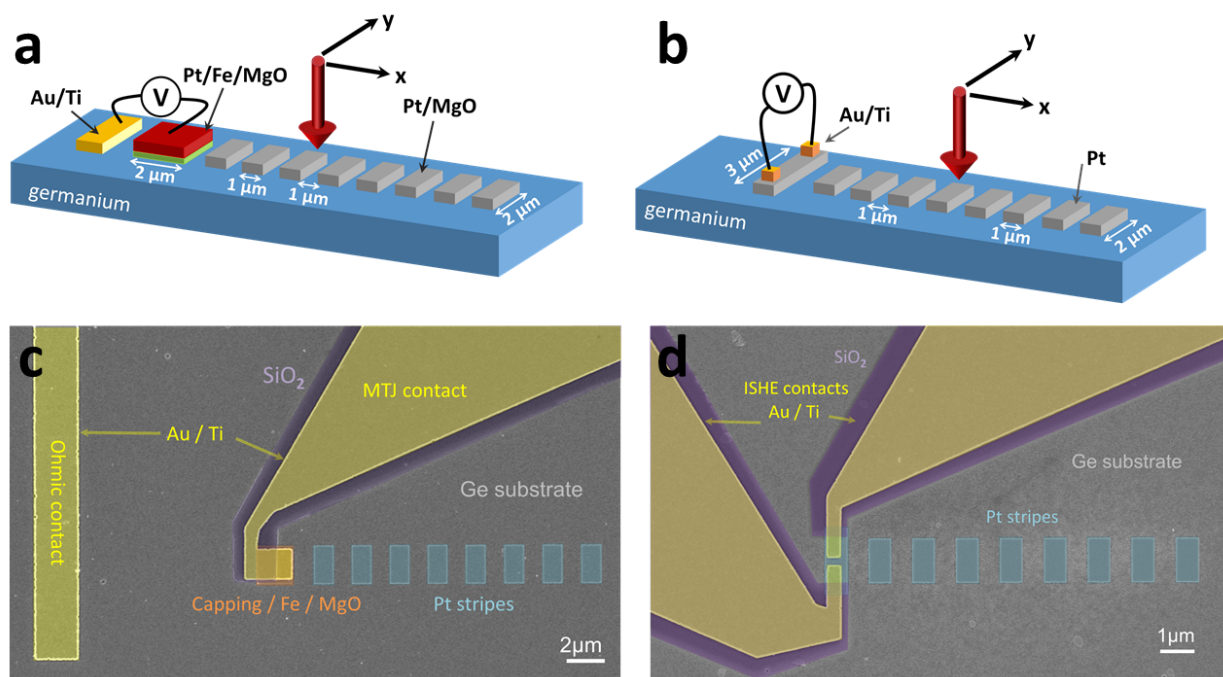 a
y
x
V
Au/Ti
Pt/Fe/MgO
Pt/MgO
2 µm
1 µm
1 µm
2 µm
germanium
b
y
x
V
Au/Ti
3 µm
Pt
1 µm
1 µm
2 µm
germanium
c
SiO₂
MTJ contact
Au / Ti
Ohmic contact
Ge substrate
Capping / Fe / MgO
Pt stripes
2µm
d
SiO₂
ISHE contacts
Au / Ti
Ge substrate
Pt stripes
1µm